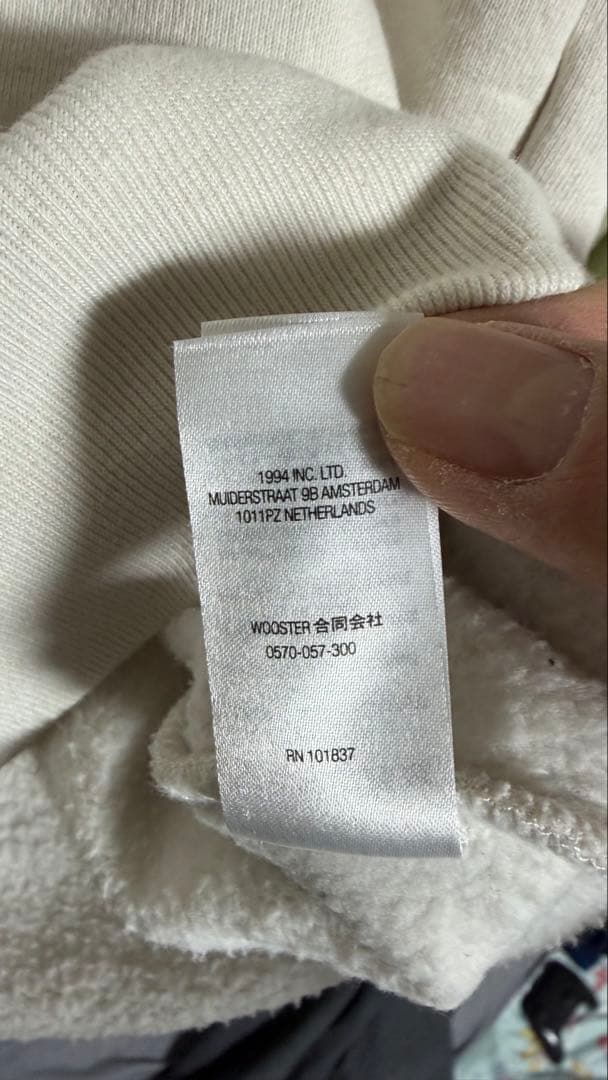 1994 INC. LTD.
MUIDERSTRAAT 9B AMSTERDAM
1011PZ NETHERLANDS
WOOSTER 合同会社
0570-057-300
RN 101837